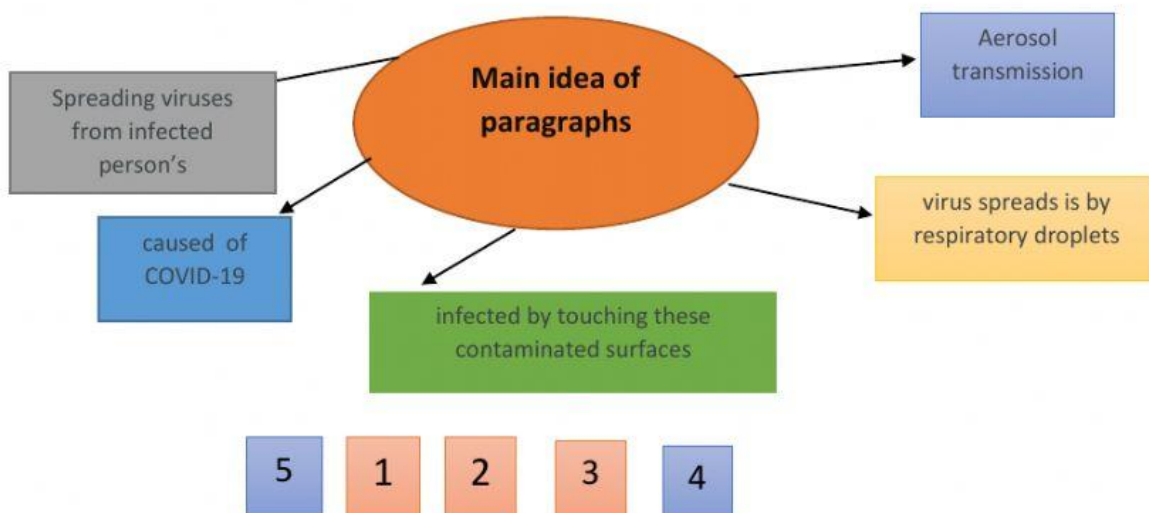 Main idea of
paragraphs
Aerosol
transmission
Spreading viruses
from infected
person's
virus spreads is by
respiratory droplets
caused of
COVID-19
infected by touching these
contaminated surfaces
5 1 2 3 4